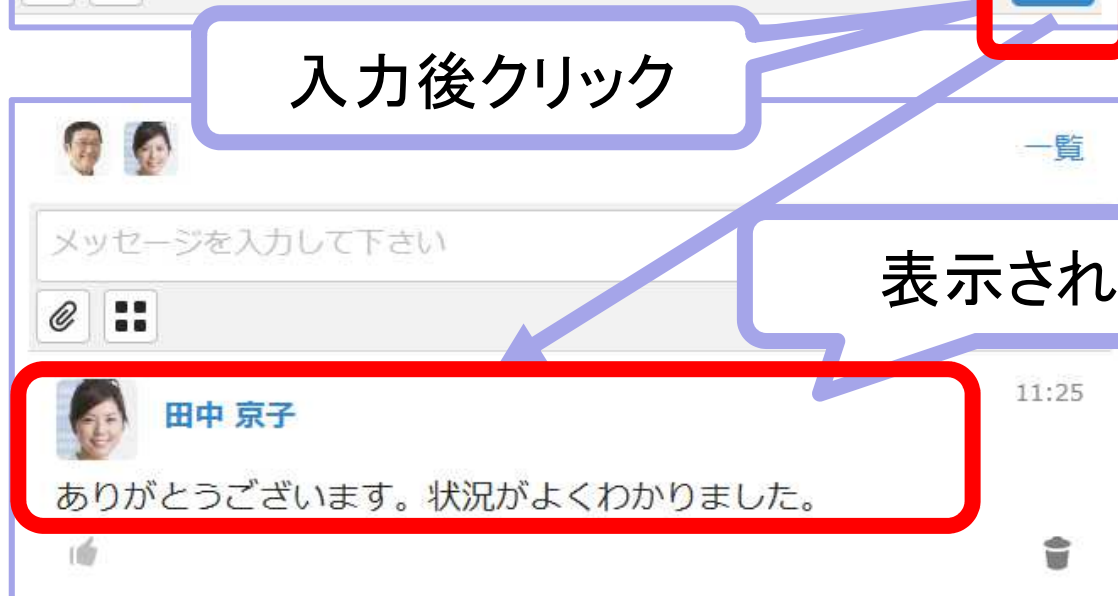 入力後クリック
一覧
メッセージを入力して下さい
表示され
田中 京子
11:25
ありがとうございます。状況がよくわかりました。